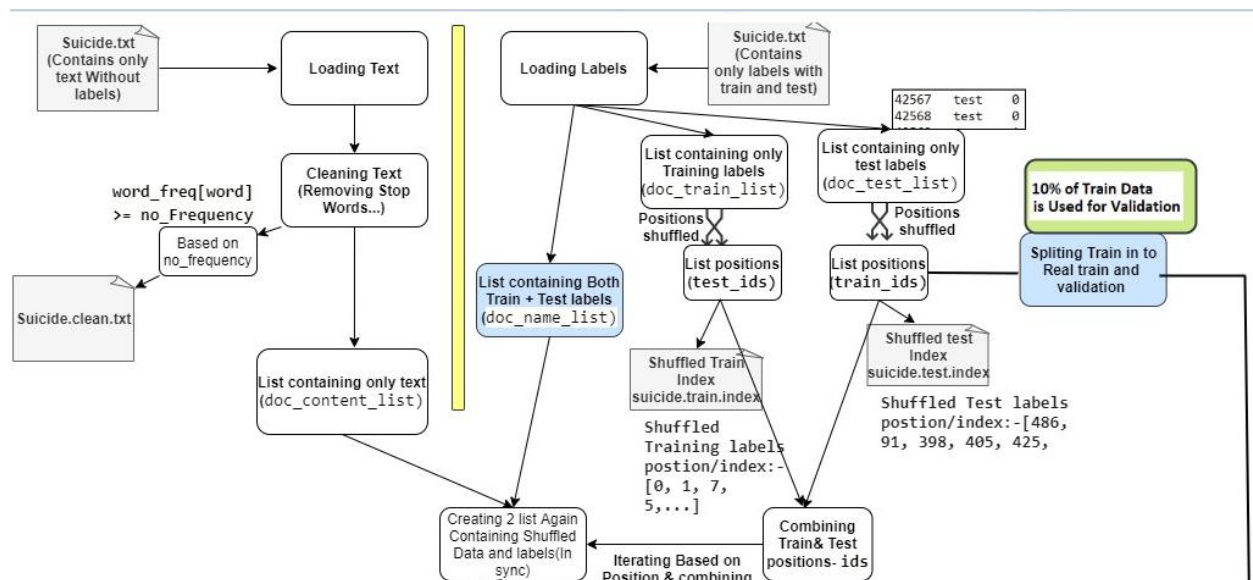 Suicide.txt
(Contains only
text Without
labels)
Loading Text
Loading Labels
Suicide.txt
(Contains
only labels with
train and test)
42567 test 0
42568 test 0
Cleaning Text
(Removing Stop
Words...)
word_freq[word]
>= no_Frequency
Based on
no_frequency
Suicide.clean.txt
List containing only text
(doc_content_list)
List containing only
Training labels
(doc_train_list)
Positions
shuffled
List containing only
test labels
(doc_test_list)
Positions
shuffled
10% of Train Data
is Used for Validation
List containing Both
Train + Test labels
(doc_name_list)
List positions
(test_ids)
List positions
(train_ids)
Spliting Train in to
Real train and
validation
Shuffled Train
Index
suicide.train.index
Shuffled test
Index
suicide.test.index
Shuffled
Training labels
postion/index:-
[0, 1, 7,
5,...]
Shuffled Test labels
postion/index:-[486,
91, 398, 405, 425,
Creating 2 list Again
Containing Shuffled
Data and labels(In
sync)
Iterating Based on
Position & combining
Combining
Train& Test
positions- ids